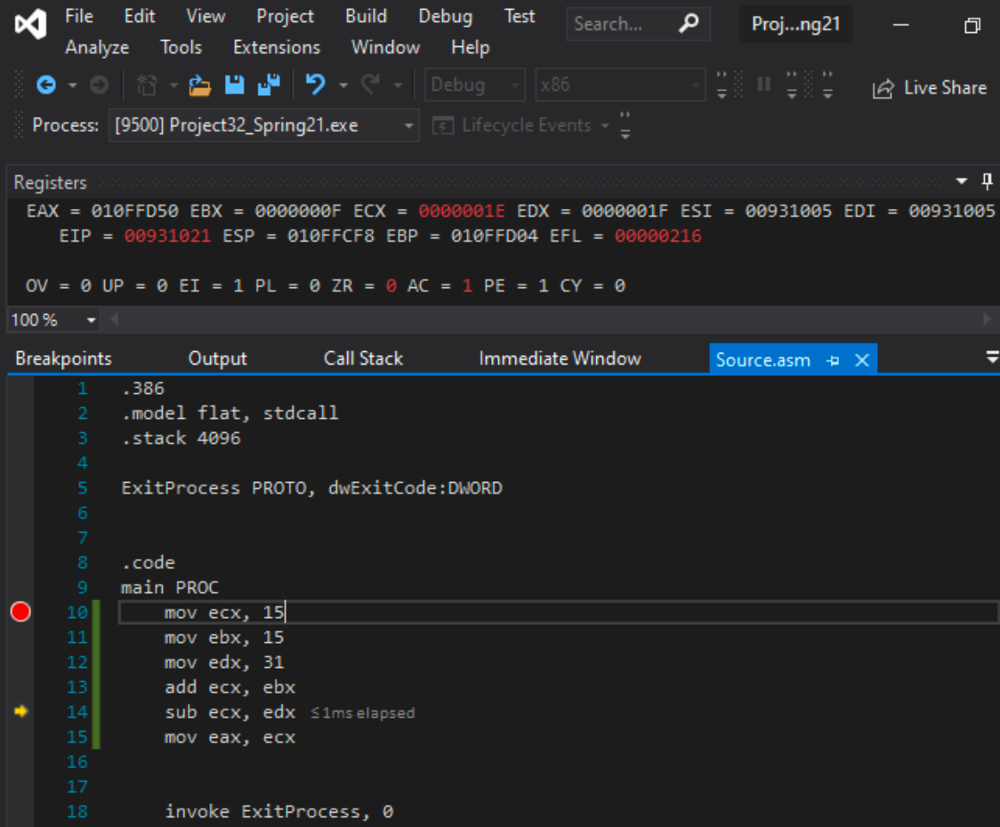 File Edit View Project Build Debug Test Search... Proj...ng21
Analyze Tools Extensions Window Help
Debug x86 Live Share
Process: [9500] Project32_Spring21.exe Lifecycle Events
Registers
EAX = 010FFD50 EBX = 0000000F ECX = 0000001E EDX = 0000001F ESI = 00931005 EDI = 00931005
EIP = 00931021 ESP = 010FFCF8 EBP = 010FFD04 EFL = 00000216
OV = 0 UP = 0 EI = 1 PL = 0 ZR = 0 AC = 1 PE = 1 CY = 0
100 %
Breakpoints Output Call Stack Immediate Window Source.asm
1 .386
2 .model flat, stdcall
3 .stack 4096
4
5 ExitProcess PROTO, dwExitCode:DWORD
6
7
8 .code
9 main PROC
10 mov ecx, 15
11 mov ebx, 15
12 mov edx, 31
13 add ecx, ebx
14 sub ecx, edx ≤1ms elapsed
15 mov eax, ecx
16
17
18 invoke ExitProcess, 0